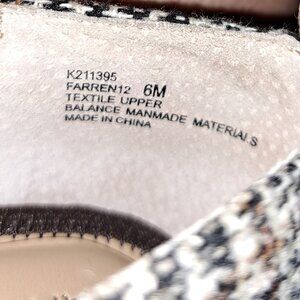 K211395
FARREN12 6M
TEXTILE UPPER
BALANCE MANMADE MATERIALS
MADE IN CHINA